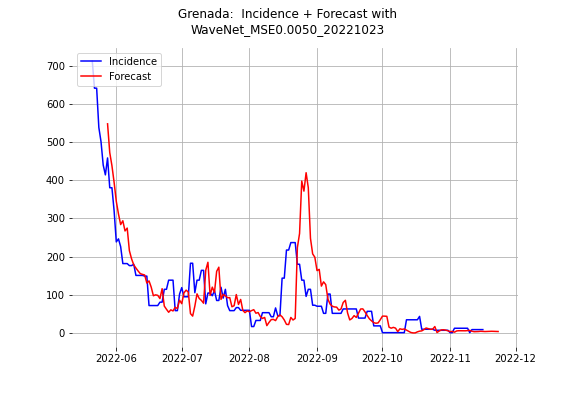 Grenada:  Incidence + Forecast with
WaveNet_MSE0.0050_20221023
Incidence
Forecast
700
600
500
400
300
200
100
0
2022-06 2022-07 2022-08 2022-09 2022-10 2022-11 2022-12